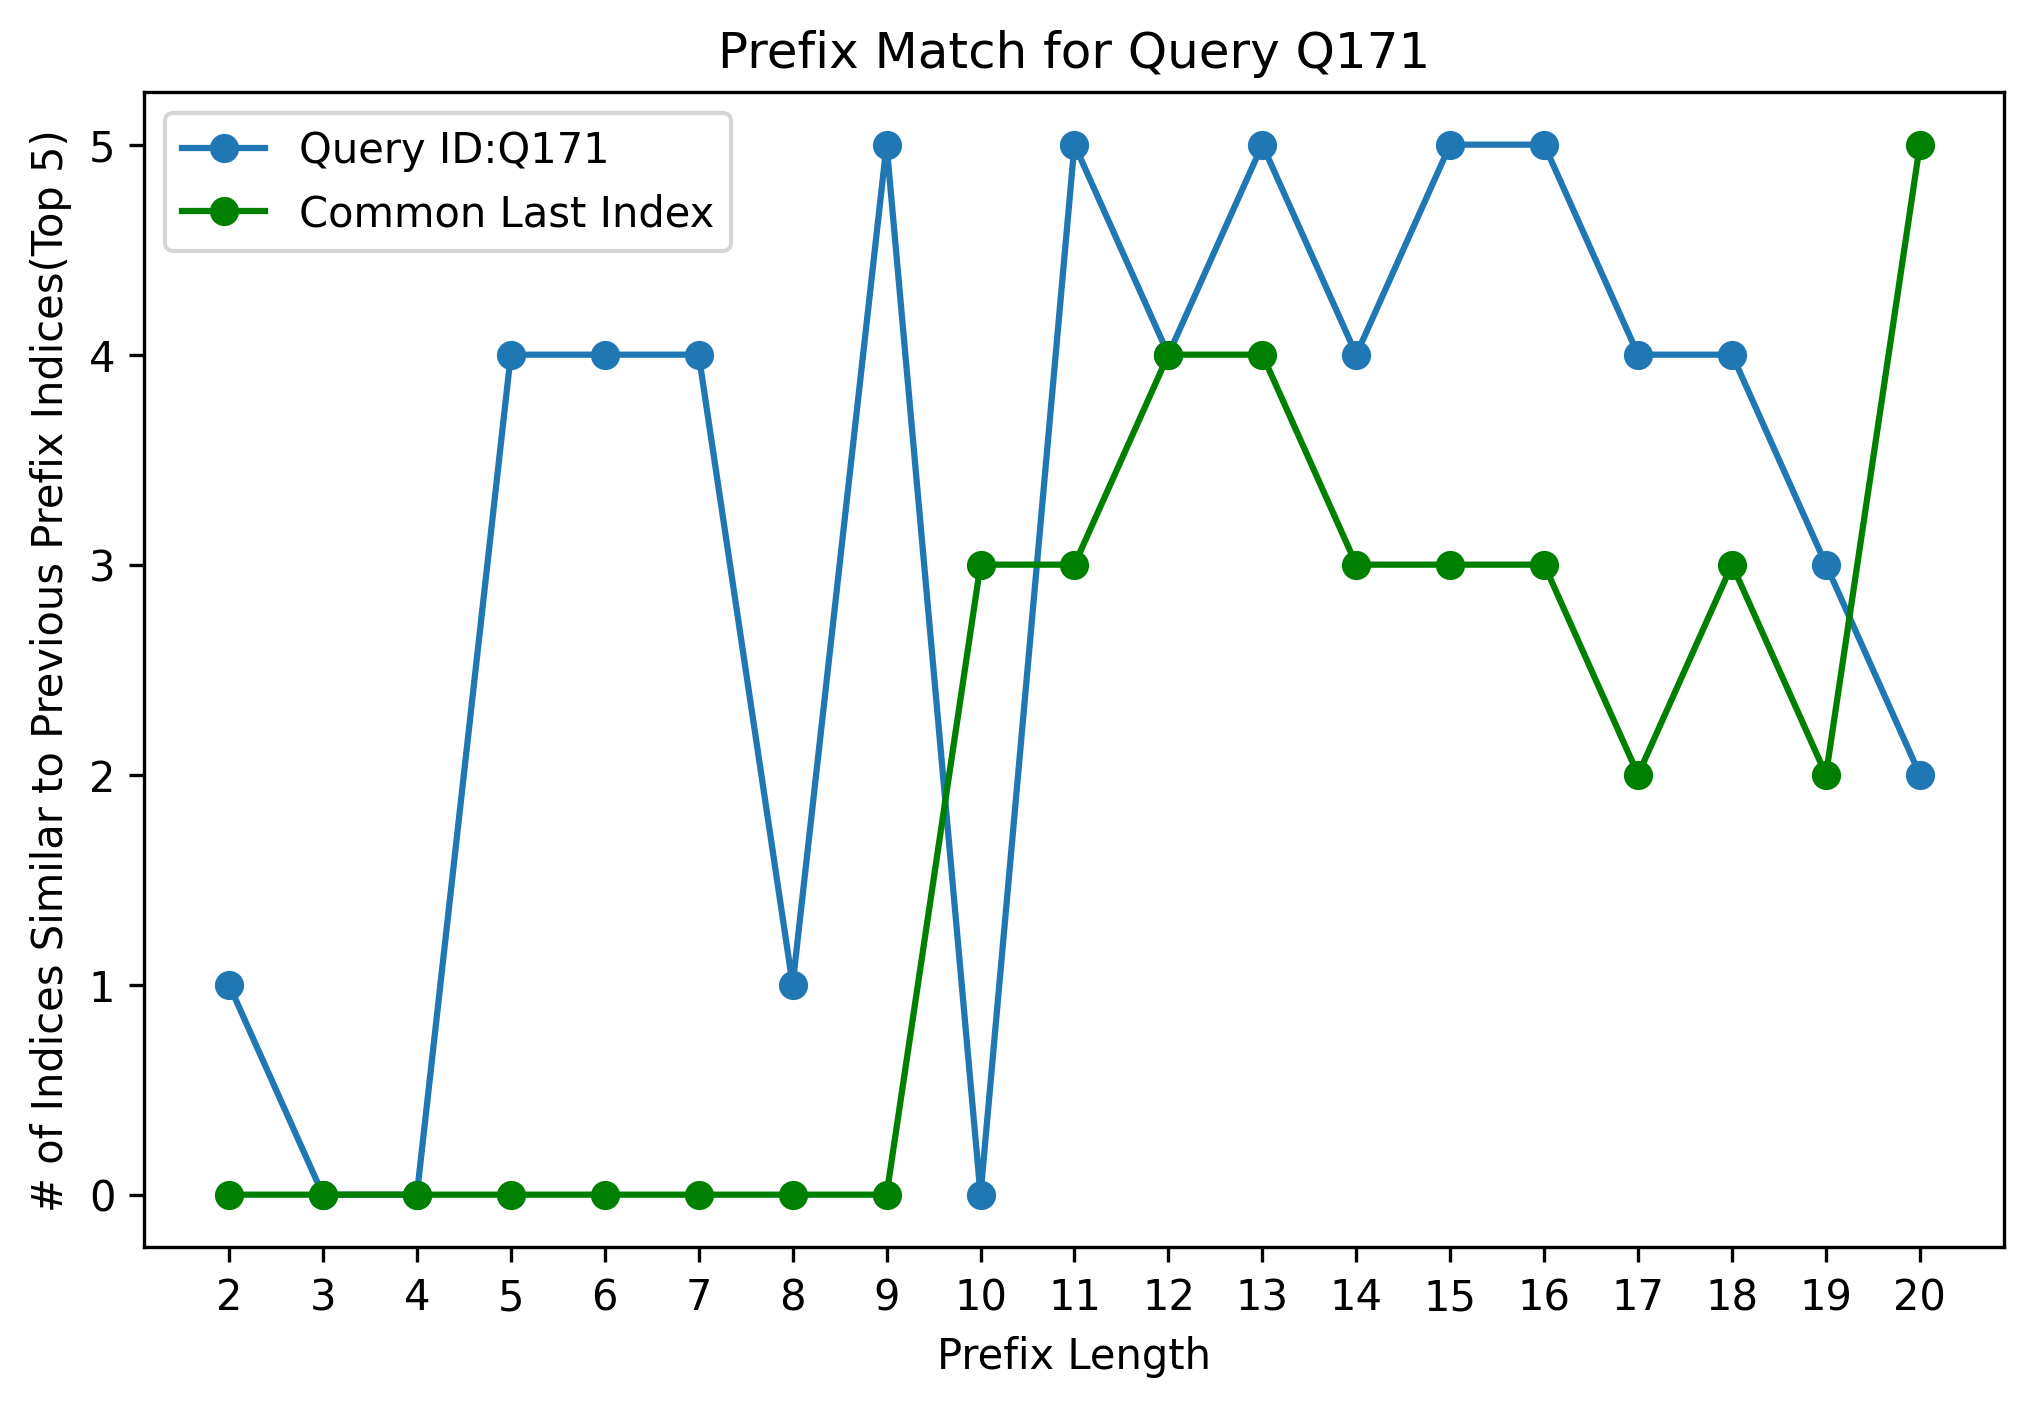 Prefix Match for Query Q171
Query ID:Q171
Common Last Index
# of Indices Similar to Previous Prefix Indices(Top 5)
5
4
3
2
1
0
2 3 4 5 6 7 8 9 10 11 12 13 14 15 16 17 18 19 20
Prefix Length